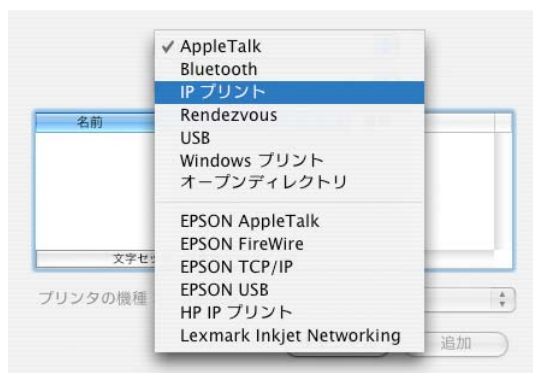 AppleTalk
Bluetooth
IP プリント
名前
Rendezvous
USB
Windows プリント
オープンディレクトリ
EPSON AppleTalk
文字セッ
EPSON FireWire
EPSON TCP/IP
EPSON USB
プリンタの機種
HP IP プリント
Lexmark Inkjet Networking
追加